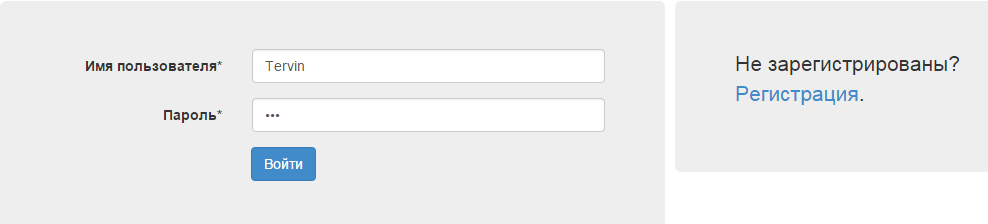 Имя пользователя*
Tervin
Пароль*
•••
Войти
Не зарегистрированы?
Регистрация.